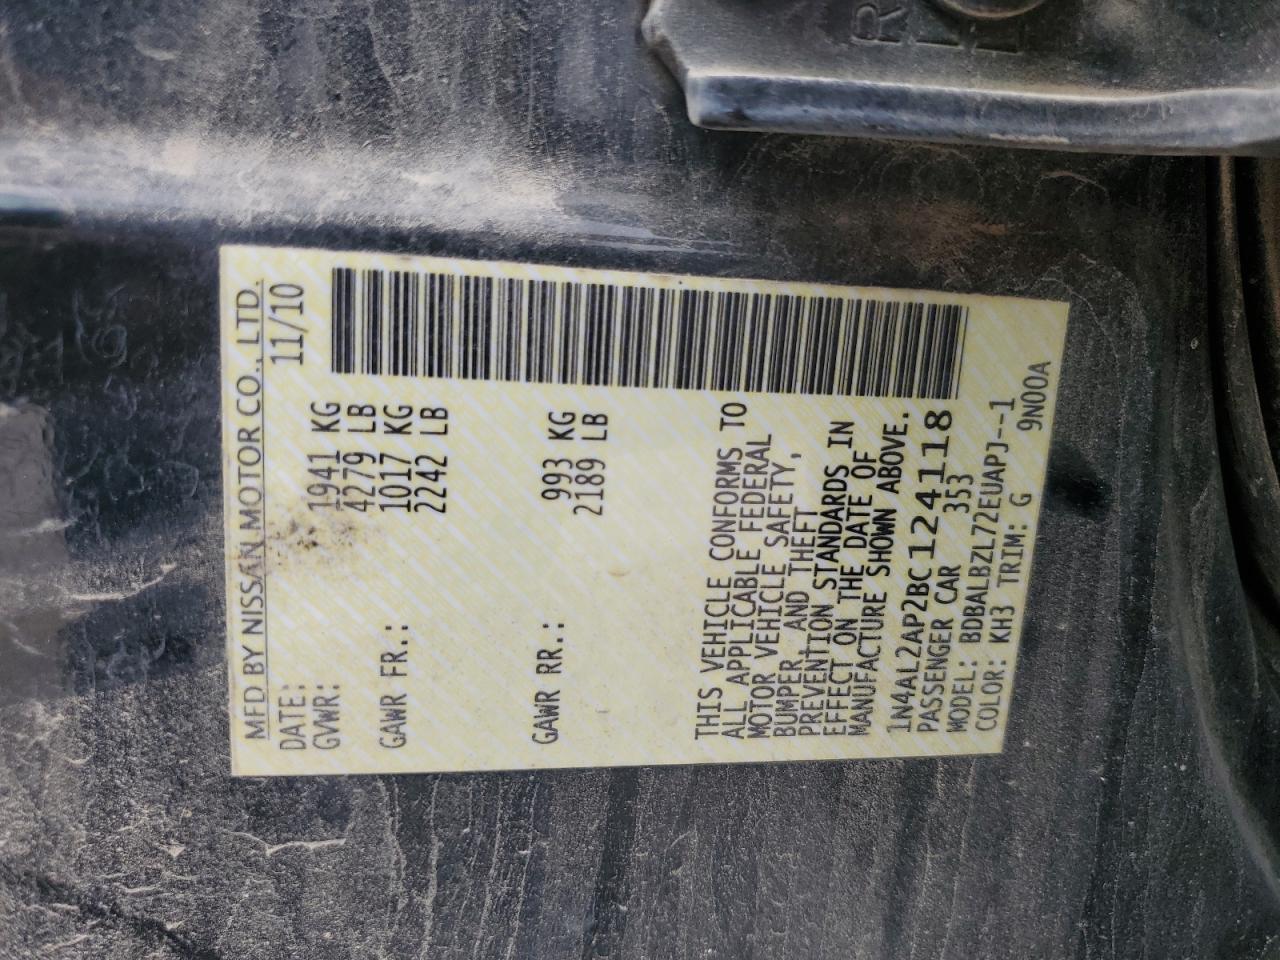 MFD BY NISSAN MOTOR CO., LTD.
DATE: 11/10
GVWR: 1941 KG
4279 LB
GAWR FR.: 1017 KG
2242 LB
GAWR RR.: 993 KG
2189 LB
THIS VEHICLE CONFORMS TO
ALL APPLICABLE FEDERAL
MOTOR VEHICLE SAFETY,
BUMPER, AND THEFT
PREVENTION STANDARDS IN
EFFECT ON THE DATE OF
MANUFACTURE SHOWN ABOVE.
1N4AL2AP2BC124118
PASSENGER CAR 353
MODEL: BDBALBZL72EUAPJ--1
COLOR: KH3 TRIM: G 9N00A